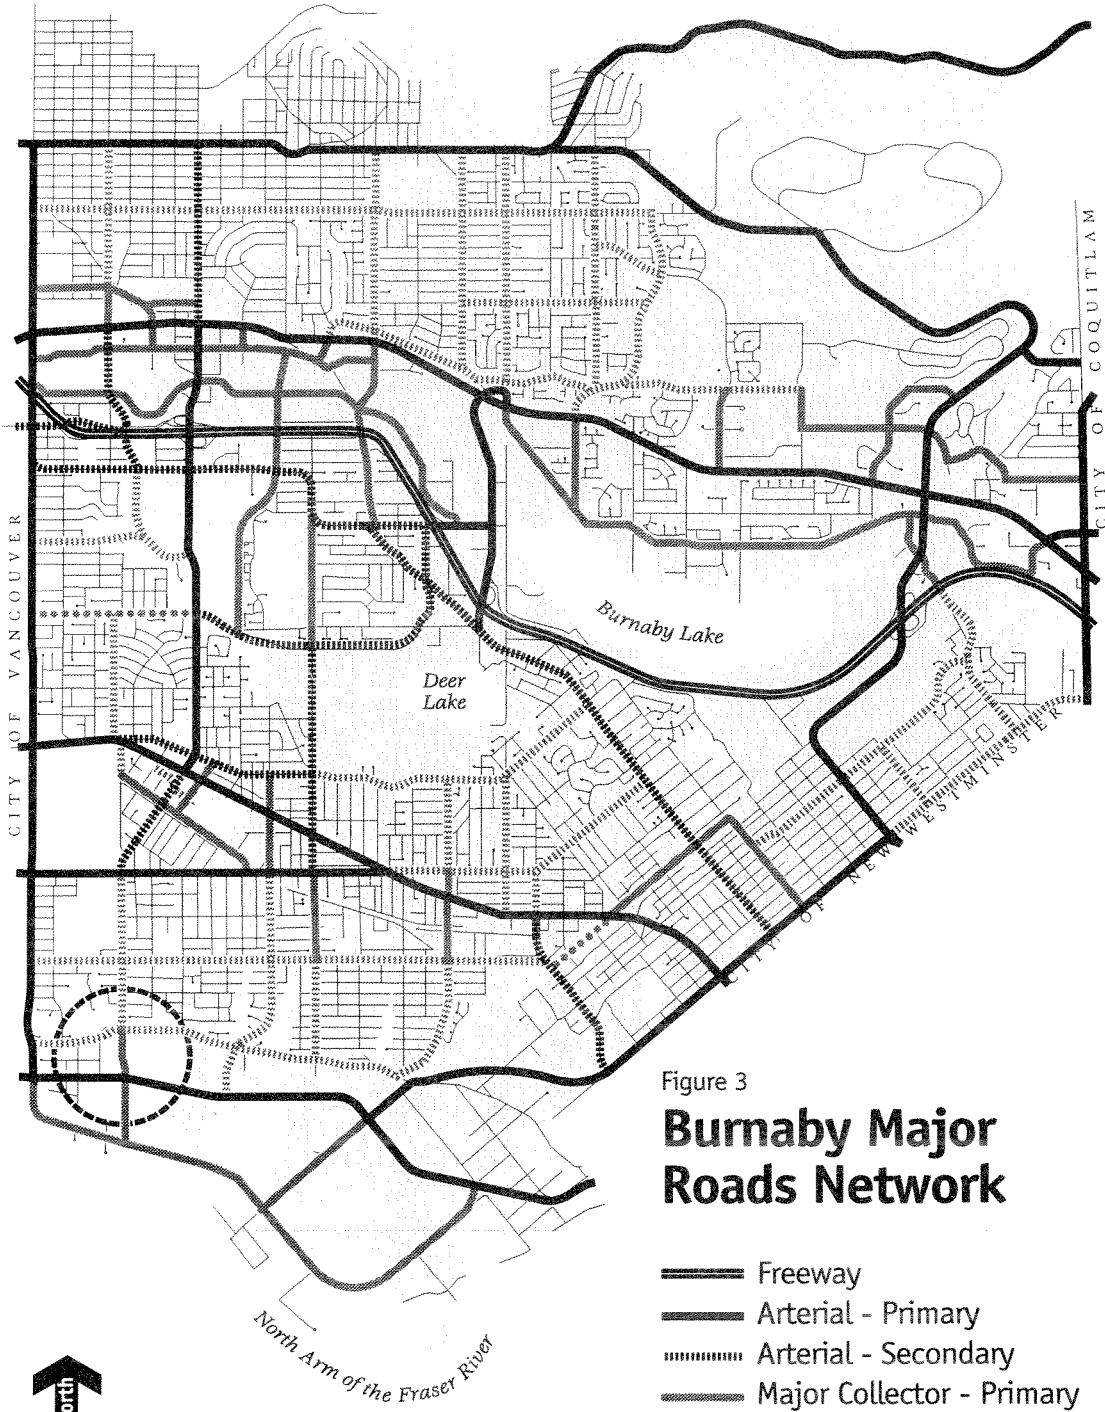 CITY OF COQUITLAM
CITY OF VANCOUVER
Burnaby Lake
Deer
Lake
CITY OF NEW WESTMINSTER
Figure 3
Burnaby Major
Roads Network
Freeway
Arterial - Primary
Arterial - Secondary
Major Collector - Primary
North Arm of the Fraser River
orth